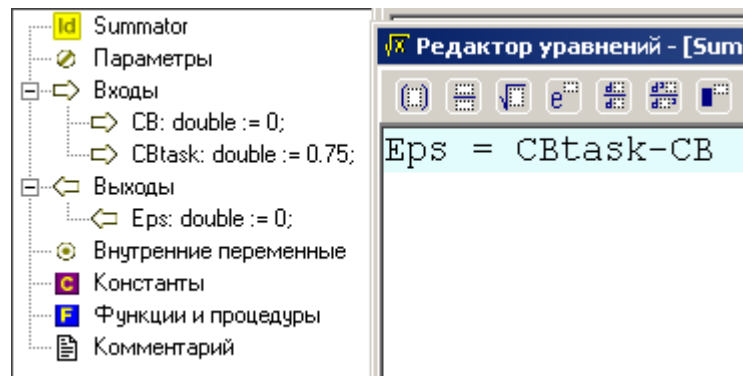 Id Summator
Параметры
Входы
CB: double := 0;
CBtask: double := 0.75;
Выходы
Eps: double := 0;
Внутренние переменные
C Константы
F Функции и процедуры
Комментарий
√x Редактор уравнений - [Sum
Eps = CBtask-CB